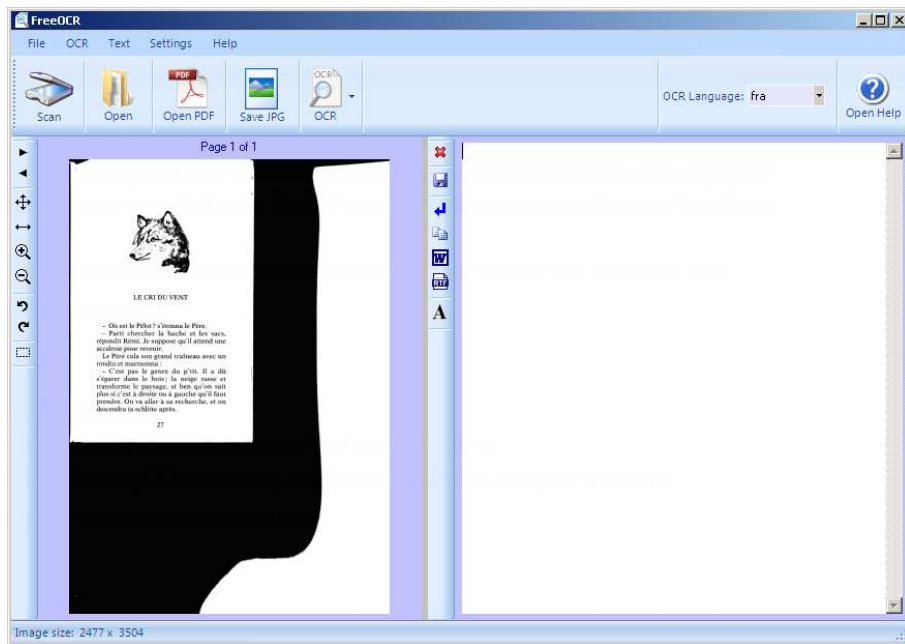 FreeOCR
File OCR Text Settings Help
PDF OCR
Scan Open Open PDF Save JPG OCR OCR Language: fra Open Help
Page 1 of 1
W
RTF
A
LE CRI DU VENT
– Où est le Pélot ? s'étonna le Père.
– Parti chercher la hache et les sacs,
répondit Rémi. Je suppose qu'il attend une
accalmie pour revenir.
Le Père cala son grand traîneau avec un
rondin et marmonna :
– C'est pas le genre du p'tit. Il a dû
s'égarer dans le bois ; la neige tasse et
transforme le paysage, si ben qu'on sait
plus si c'est à droite ou à gauche qu'il faut
prendre. On va aller à sa recherche, et on
descendra ta schlitte après.
27
Image size: 2477 x 3504